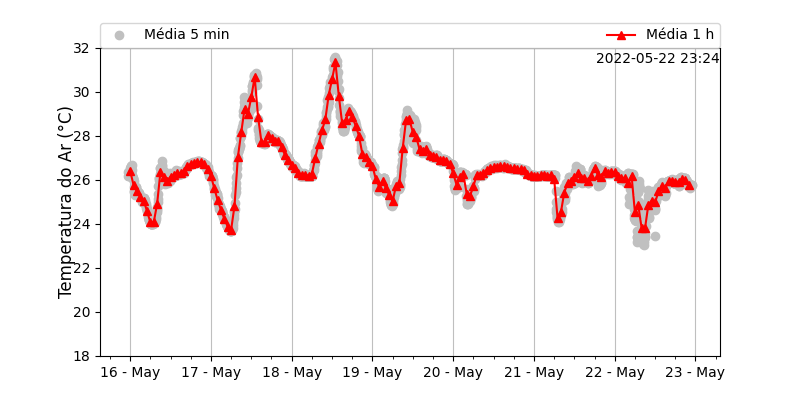 Média 5 min
Média 1 h
2022-05-22 23:24
Temperatura do Ar (°C)
32
30
28
26
24
22
20
18
16 - May
17 - May
18 - May
19 - May
20 - May
21 - May
22 - May
23 - May